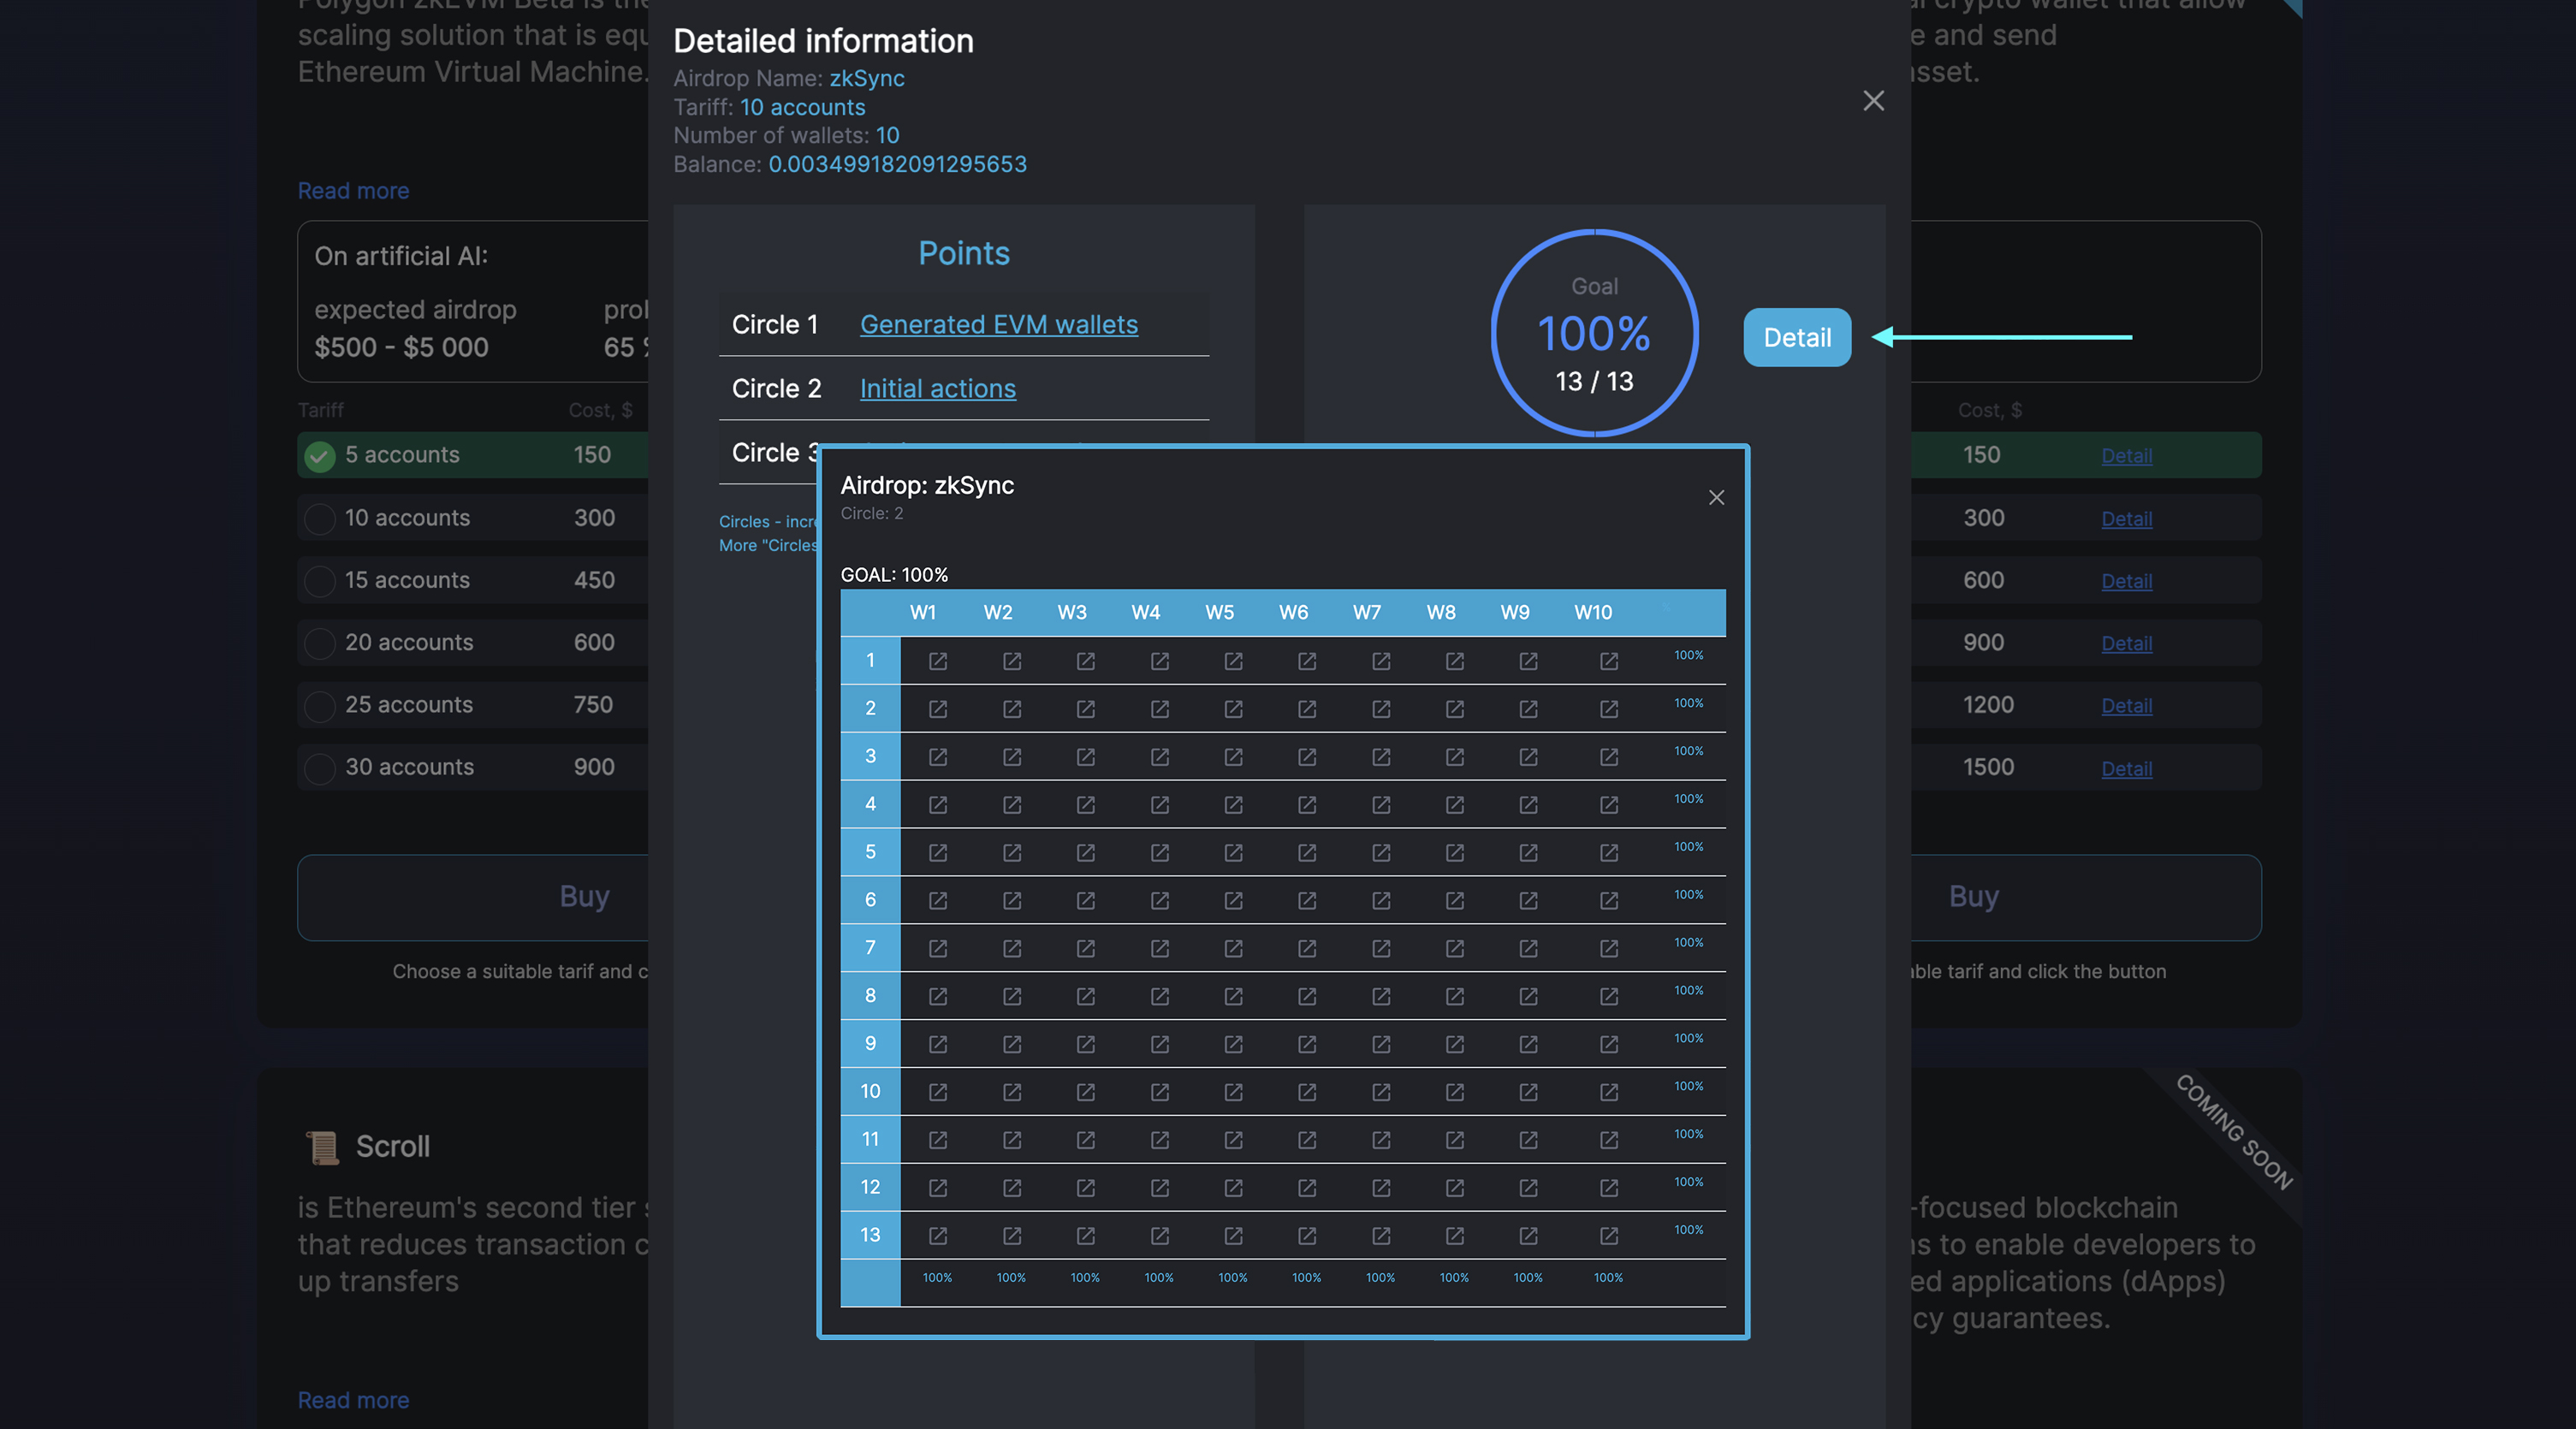 scaling solution that is equ
Ethereum Virtual Machine.
Read more
On artificial AI:
expected airdrop
$500 - $5 000
65
Tariff Cost, $
5 accounts 150
10 accounts 300
15 accounts 450
20 accounts 600
25 accounts 750
30 accounts 900
Buy
Choose a suitable tarif and c
Scroll
is Ethereum's second tier
that reduces transaction c
up transfers
Read more
Detailed information
Airdrop Name: zkSync
Tariff: 10 accounts
Number of wallets: 10
Balance: 0.003499182091295653
Points
Circle 1 Generated EVM wallets
Circle 2 Initial actions
Circle 3
Circles - incre
More "Circles
Goal
100%
13 / 13
Detail
Airdrop: zkSync
Circle: 2
GOAL: 100%
W1 W2 W3 W4 W5 W6 W7 W8 W9 W10
1 100%
2 100%
3 100%
4 100%
5 100%
6 100%
7 100%
8 100%
9 100%
10 100%
11 100%
12 100%
13 100%
100% 100% 100% 100% 100% 100% 100% 100% 100% 100%
crypto wallet that allow
e and send
asset.
Cost, $
150 Detail
300 Detail
600 Detail
900 Detail
1200 Detail
1500 Detail
Buy
able tarif and click the button
COMING SOON
-focused blockchain
to enable developers to
ed applications (dApps)
cy guarantees.